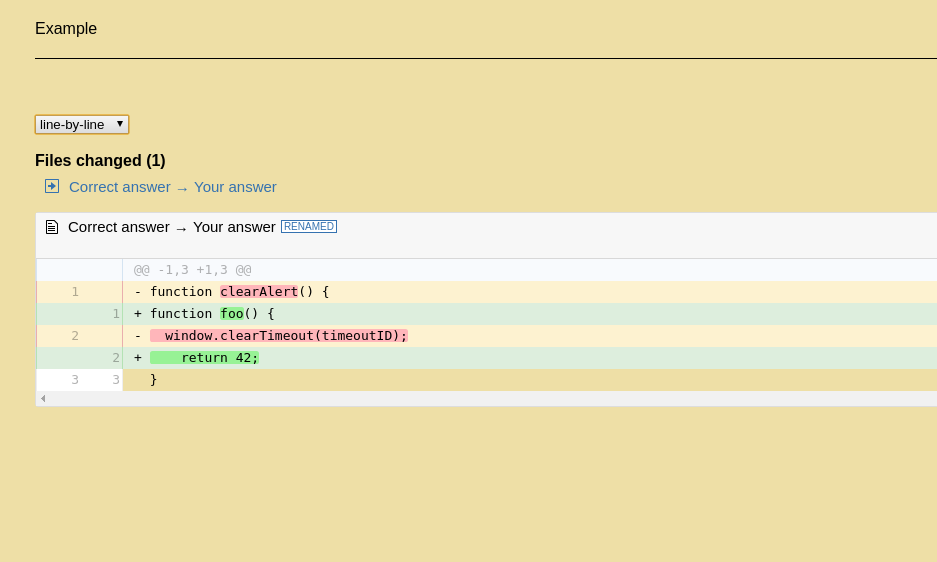 Example
line-by-line ▼
Files changed (1)
Correct answer → Your answer
Correct answer → Your answer RENAMED
@@ -1,3 +1,3 @@
1 - function clearAlert() {
1 + function foo() {
2 -   window.clearTimeout(timeoutID);
2 +     return 42;
3 3   }